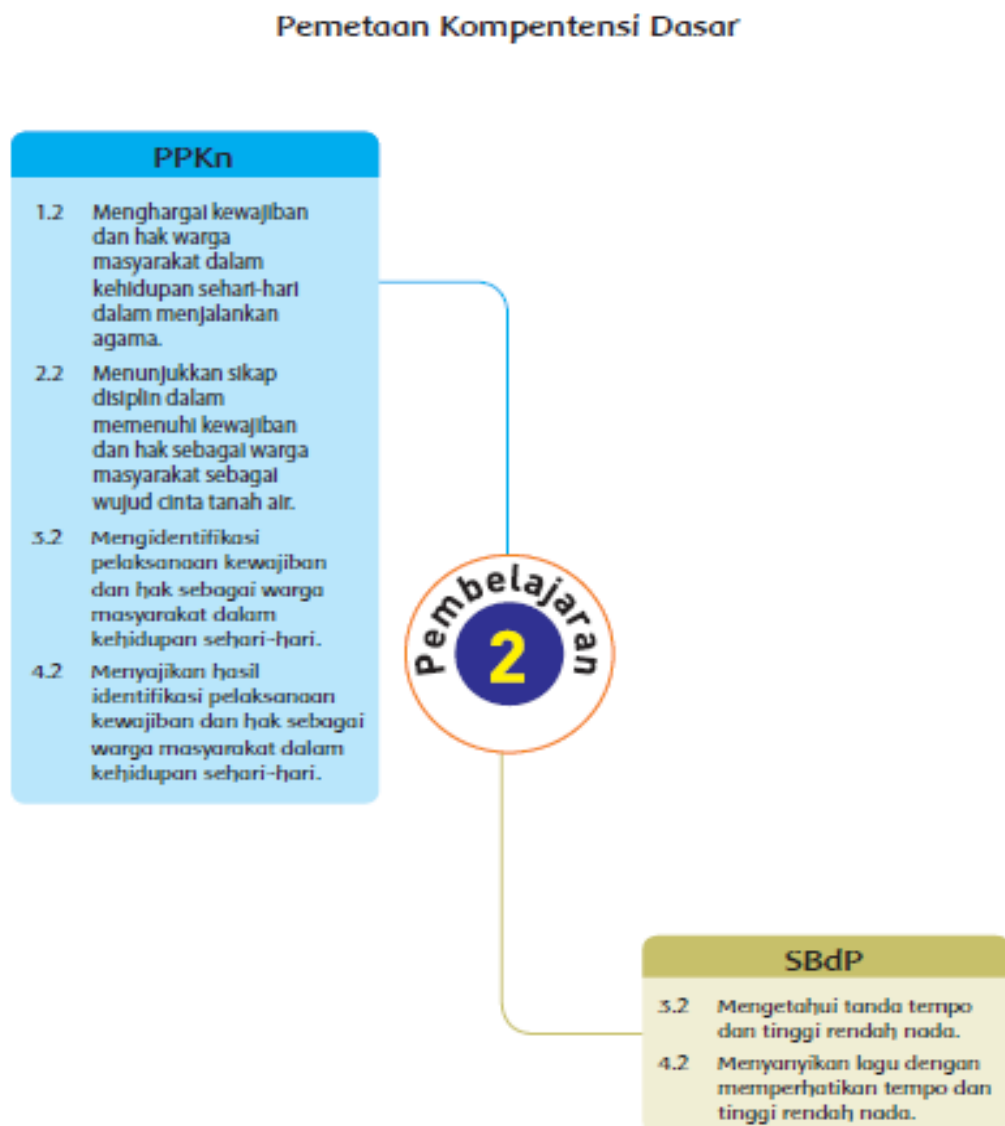 Pemetaan Kompentensi Dasar
PPKn
1.2 Menghargai kewajiban
dan hak warga
masyarakat dalam
kehidupan sehari-hari
dalam menjalankan
agama.
2.2 Menunjukkan sikap
disiplin dalam
memenuhi kewajiban
dan hak sebagai warga
masyarakat sebagai
wujud cinta tanah air.
3.2 Mengidentifikasi
pelaksanaan kewajiban
dan hak sebagai warga
masyarakat dalam
kehidupan sehari-hari.
4.2 Menyajikan hasil
identifikasi pelaksanaan
kewajiban dan hak sebagai
warga masyarakat dalam
kehidupan sehari-hari.
Pembelajaran
2
SBdP
3.2 Mengetahui tanda tempo
dan tinggi rendah nada.
4.2 Menyanyikan lagu dengan
memperhatikan tempo dan
tinggi rendah nada.